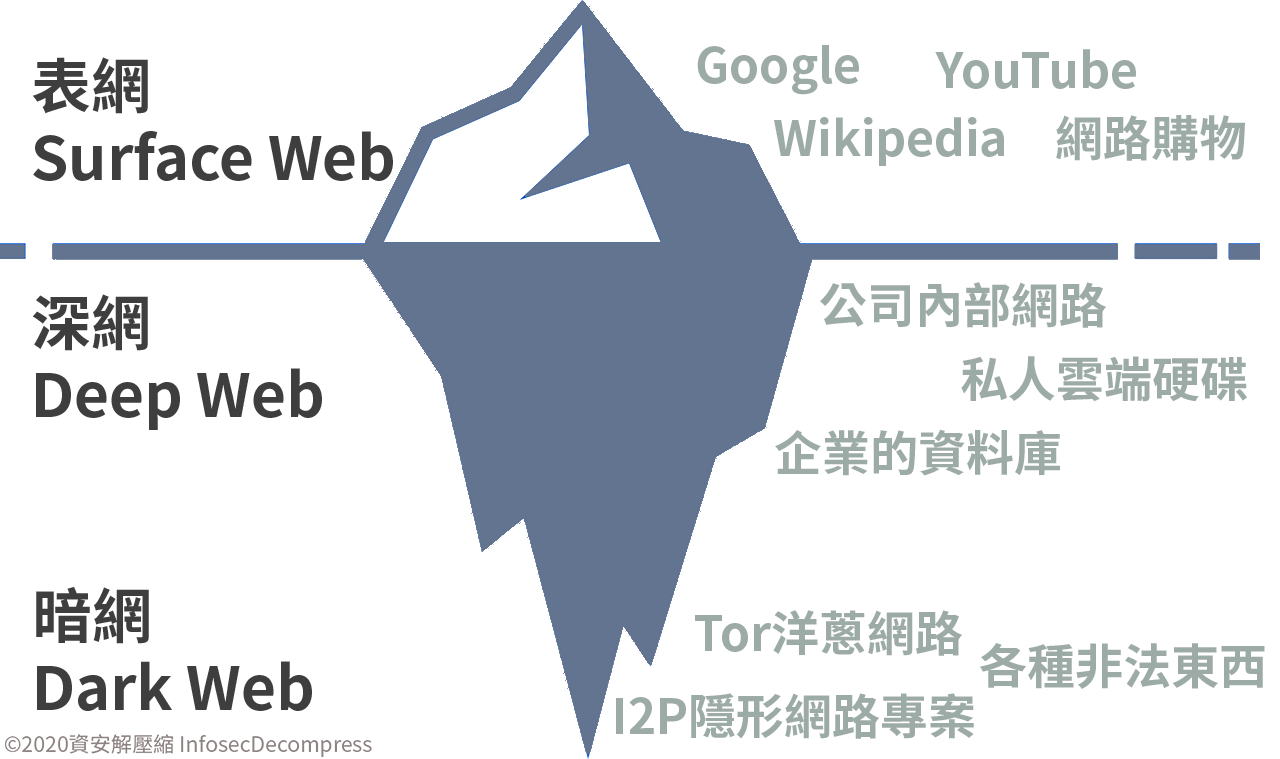 表網
Surface Web
Google
YouTube
Wikipedia
網路購物
深網
Deep Web
公司內部網路
私人雲端硬碟
企業的資料庫
暗網
Dark Web
Tor洋蔥網路
各種非法東西
I2P隱形網路專案
©2020資安解壓縮 InfosecDecompress